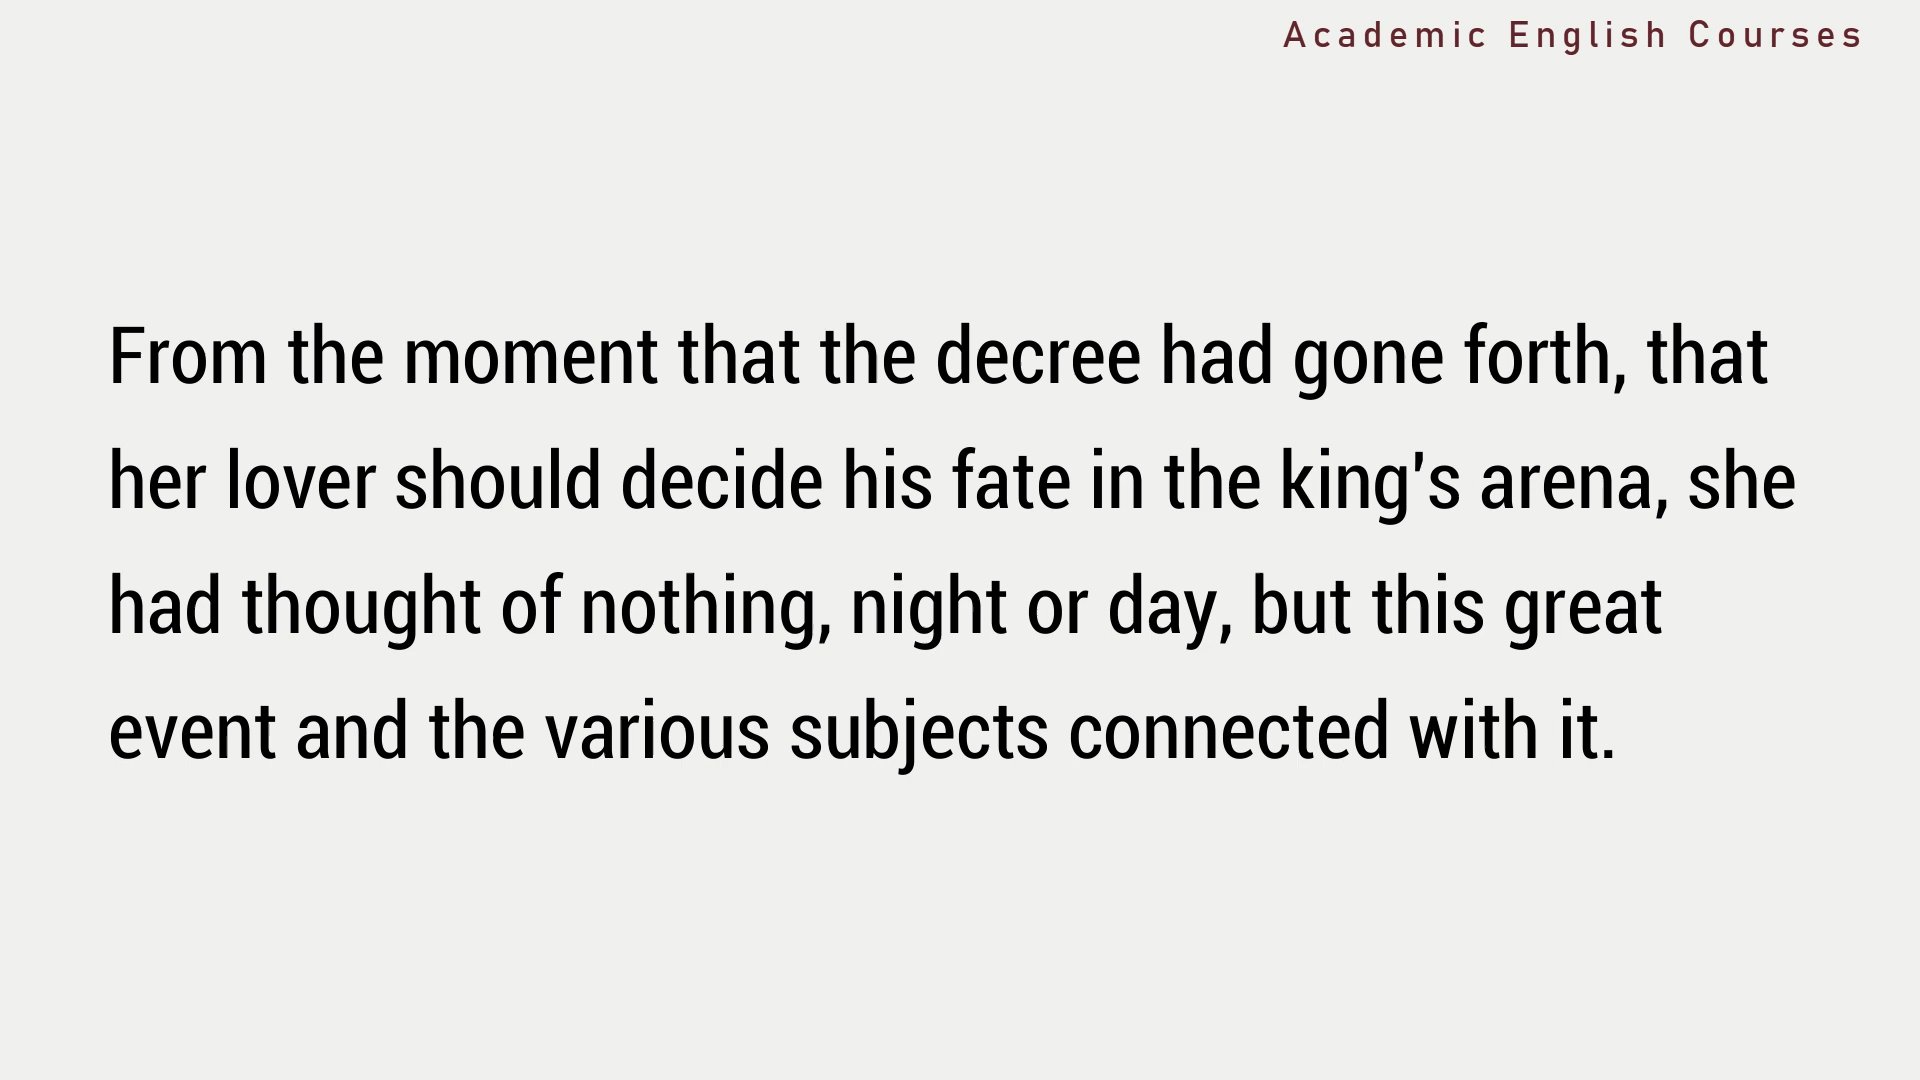 Academic English Courses
From the moment that the decree had gone forth, that
her lover should decide his fate in the king's arena, she
had thought of nothing, night or day, but this great
event and the various subjects connected with it.